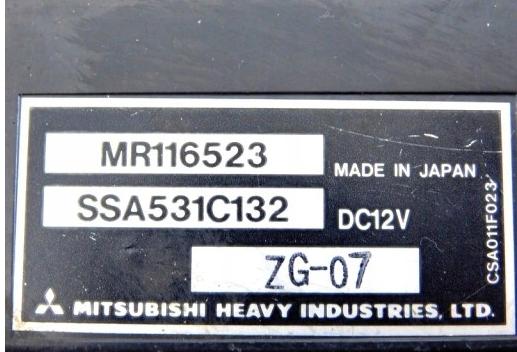 MR116523
MADE IN JAPAN
SSA531C132
DC12V
ZG-07
CSA011F023
MITSUBISHI HEAVY INDUSTRIES, LTD.